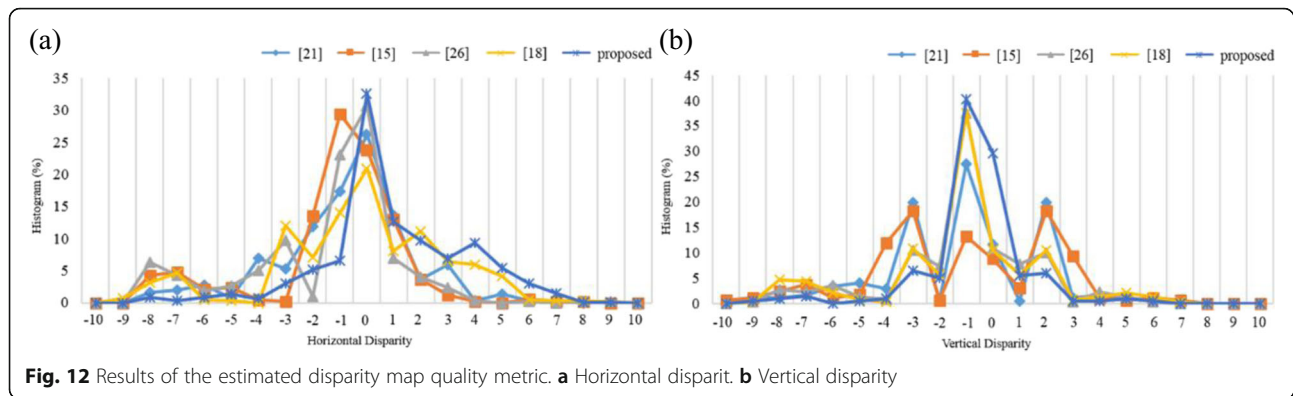 (a)
[21] [15] [26] [18] proposed
35
30
25
20
15
10
5
0
Histogram (%)
-10 -9 -8 -7 -6 -5 -4 -3 -2 -1 0 1 2 3 4 5 6 7 8 9 10
Horizontal Disparity
(b)
[21] [15] [26] [18] proposed
45
40
35
30
25
20
15
10
5
0
Histogram (%)
-10 -9 -8 -7 -6 -5 -4 -3 -2 -1 0 1 2 3 4 5 6 7 8 9 10
Vertical Disparity
Fig. 12 Results of the estimated disparity map quality metric. a Horizontal disparit. b Vertical disparity